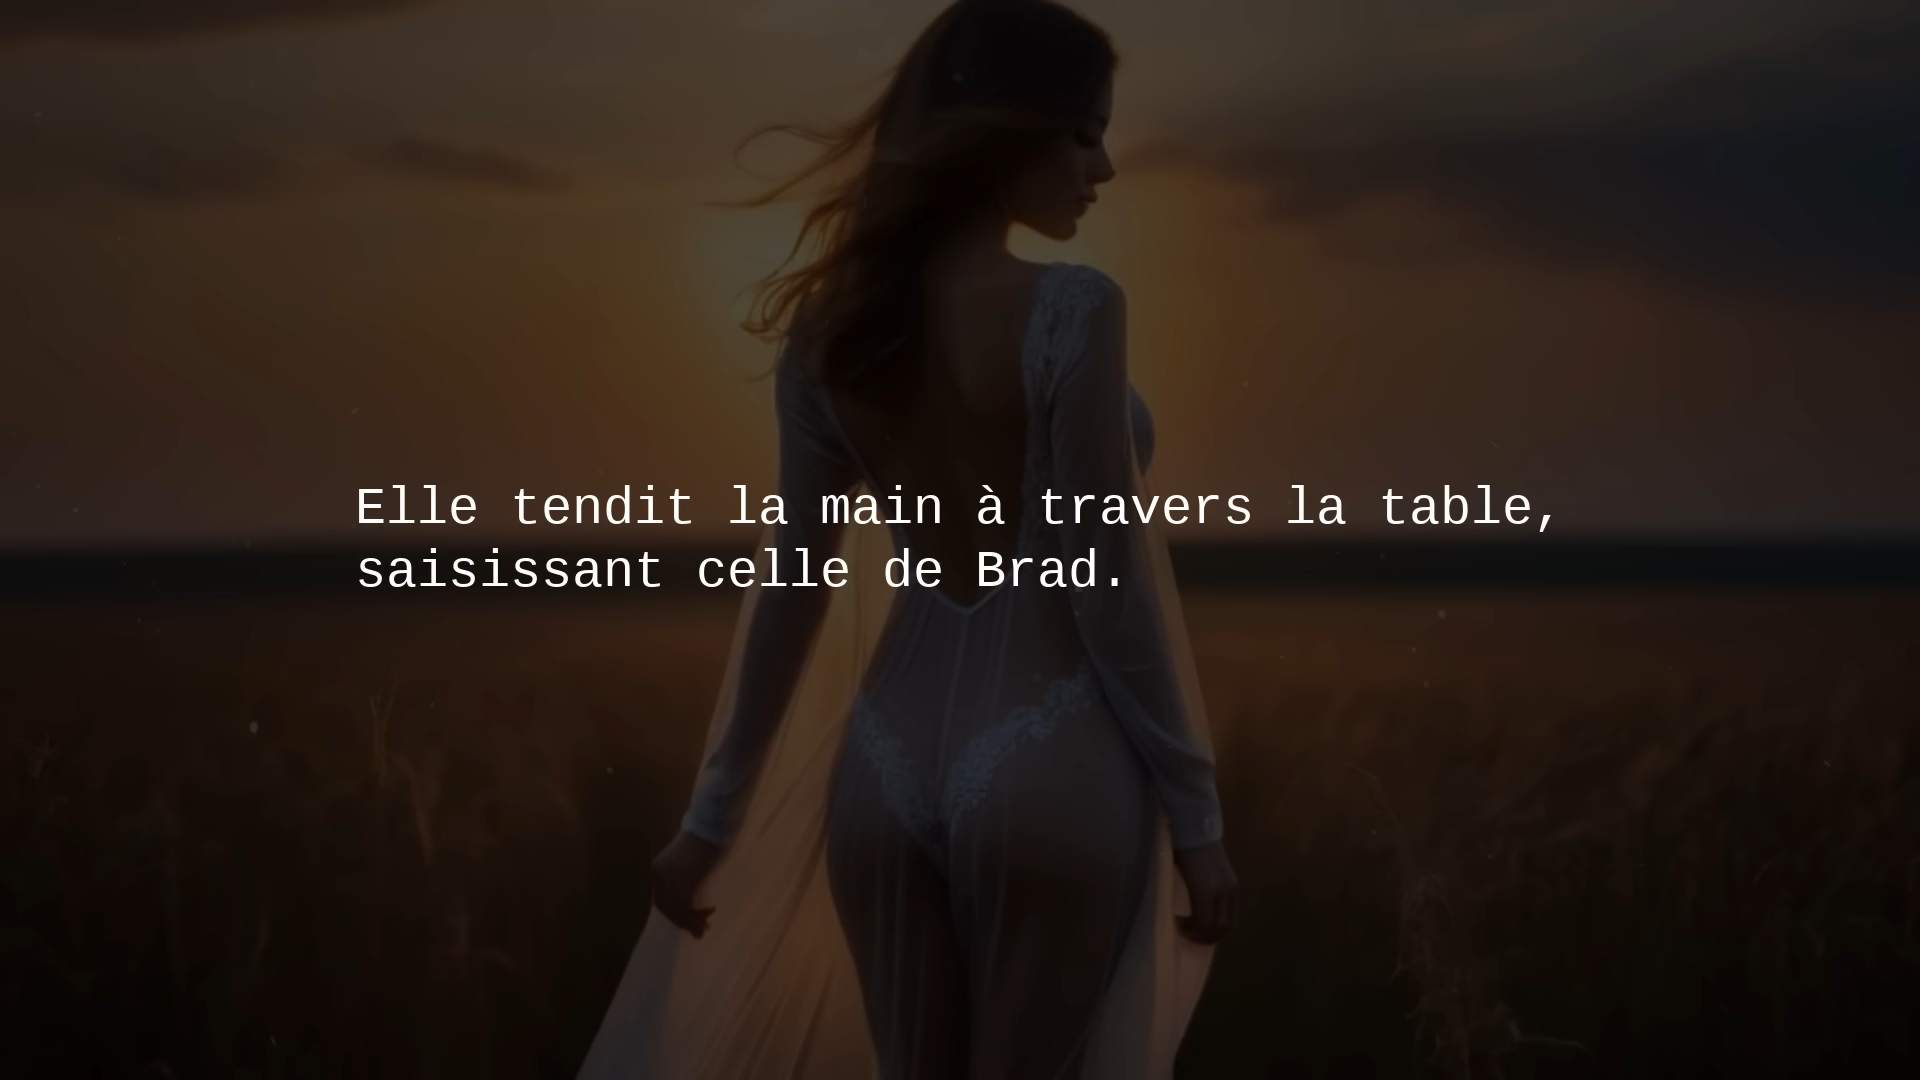 Elle tendit la main à travers la table,
saisissant celle de Brad.